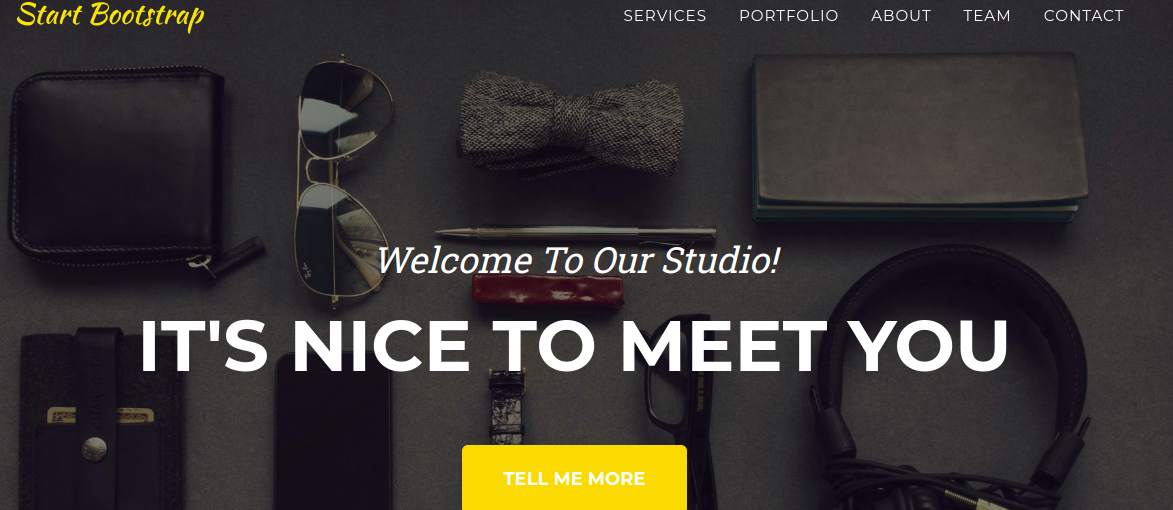 Start Bootstrap
SERVICES PORTFOLIO ABOUT TEAM CONTACT
Welcome To Our Studio!
IT'S NICE TO MEET YOU
TELL ME MORE